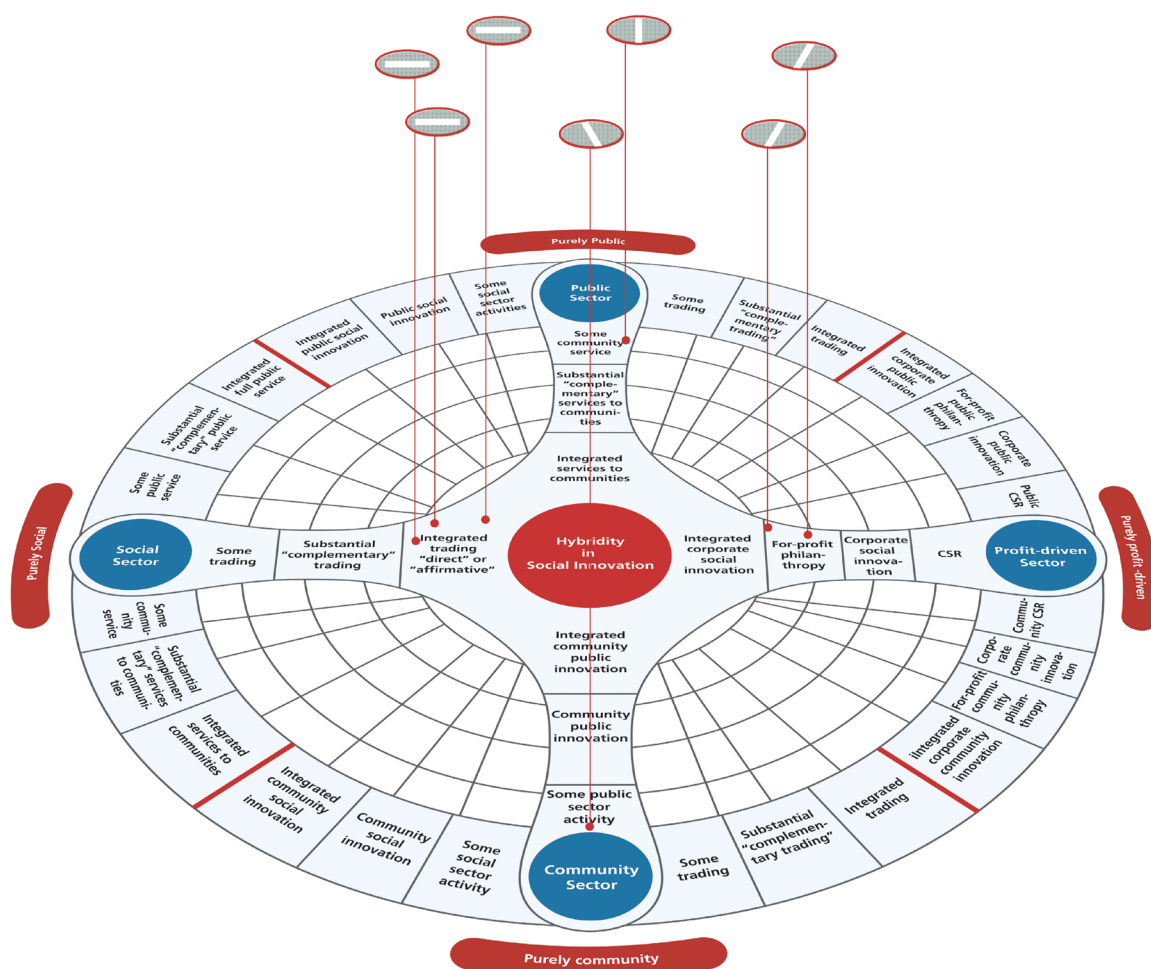 Purely Public
Public
Sector
Some
social
sector
activities
Public social
innovation
Integrated
public social
innovation
Integrated
full public
service
Substantial
“complemen-
tary” public
service
Some
public
service
Some
trading
Substantial
“comple-
mentary
trading”
Integrated
trading
Integrated
corporate
public
innovation
For-profit
public
philan-
thropy
Corporate
public
innovation
Public
CSR
Some
community
service
Substantial
“comple-
mentary”
services to
communi-
ties
Integrated
services to
communities
Purely Social
Social
Sector
Some
trading
Substantial
“complementary”
trading
Integrated
trading
“direct” or
“affirmative”
Hybridity
in
Social Innovation
Integrated
corporate
social
innovation
For-profit
philan-
thropy
Corporate
social
innova-
tion
CSR
Profit-driven
Sector
Purely profit -driven
Integrated
community
public
innovation
Community
public
innovation
Some public
sector
activity
Community
Sector
Some
commu-
nity
service
Substantial
“complemen-
tary” services
to communi-
ties
Integrated
services to
communities
Integrated
community
social
innovation
Community
social
innovation
Some
social
sector
activity
Some
trading
Substantial
“complemen-
tary trading”
Integrated
trading
iIntegrated
corporate
community
innovation
For-profit
commu-
nity
philan-
thropy
Corpo-
rate
commu-
nity
innova-
tion
Commu-
nity CSR
Purely community